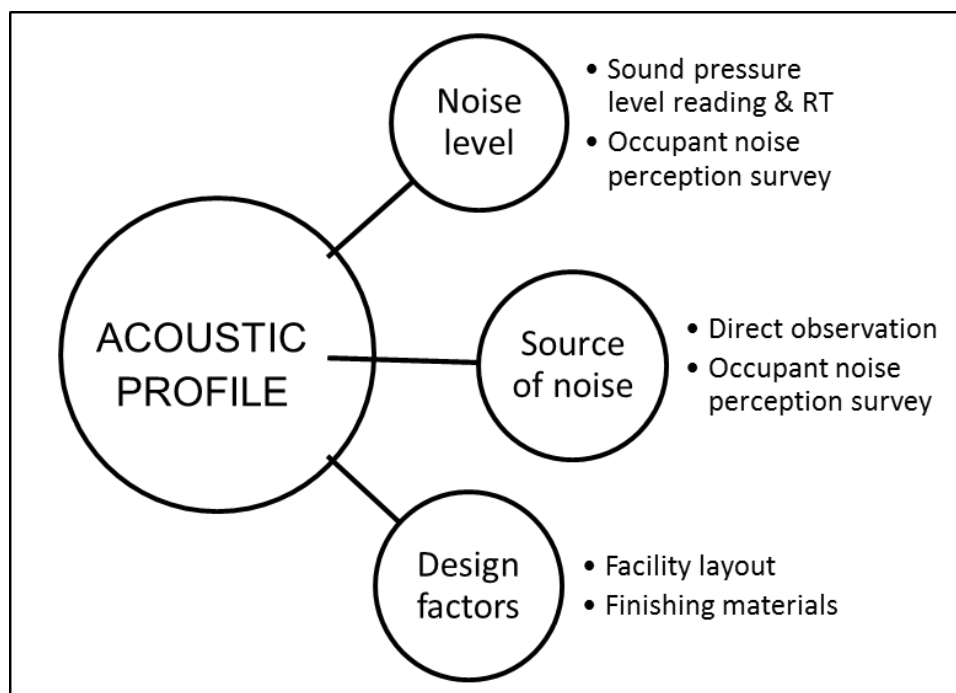 Noise
level
• Sound pressure
level reading & RT
• Occupant noise
perception survey
ACOUSTIC
PROFILE
Source
of noise
• Direct observation
• Occupant noise
perception survey
Design
factors
• Facility layout
• Finishing materials